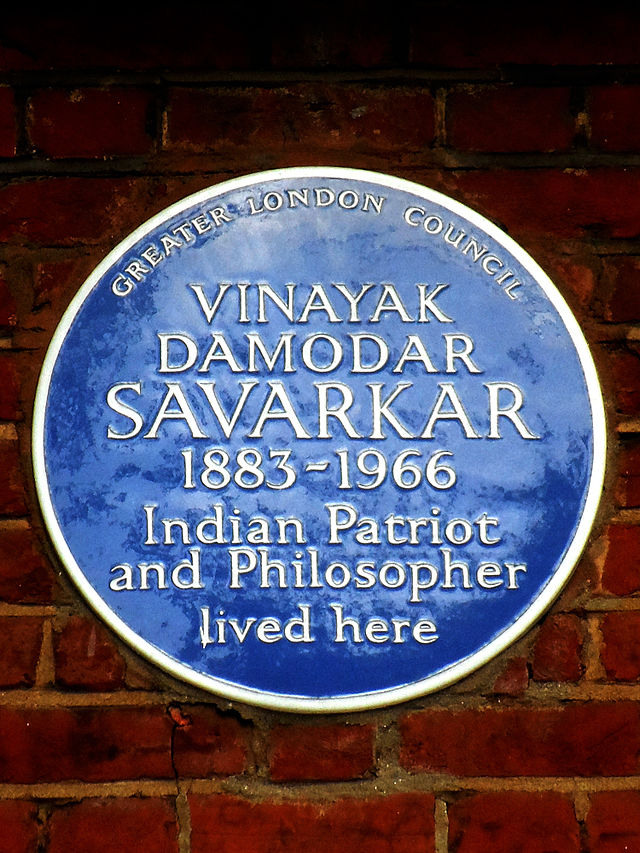 GREATER LONDON COUNCIL
VINAYAK
DAMODAR
SAVARKAR
1883-1966
Indian Patriot
and Philosopher
lived here